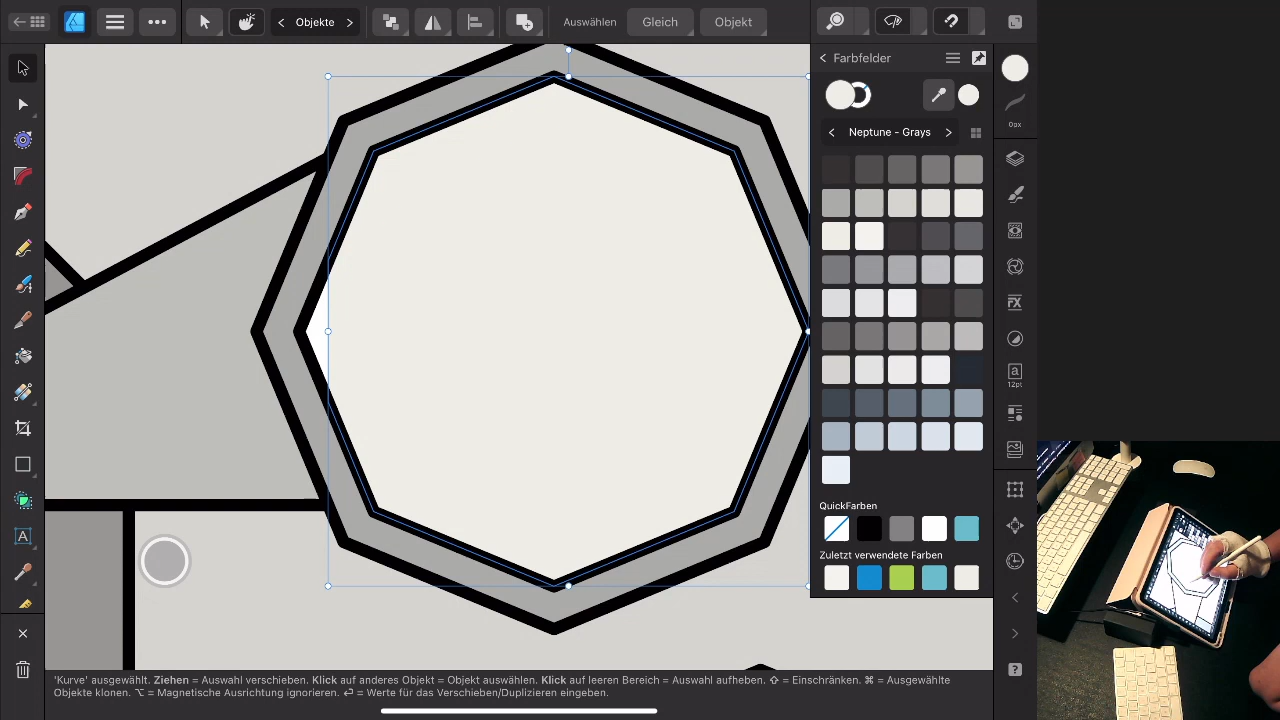 Objekte
Auswählen
Gleich
Objekt
Farbfelder
0px
Neptune - Grays
FX
a
12pt
QuickFarben
Zuletzt verwendete Farben
A
?
'Kurve' ausgewählt. Ziehen = Auswahl verschieben. Klick auf anderes Objekt = Objekt auswählen. Klick auf leeren Bereich = Auswahl aufheben. ⇧ = Einschränken. ⌘ = Ausgewählte
Objekte klonen. ⌥ = Magnetische Ausrichtung ignorieren. ⏎ = Werte für das Verschieben/Duplizieren eingeben.